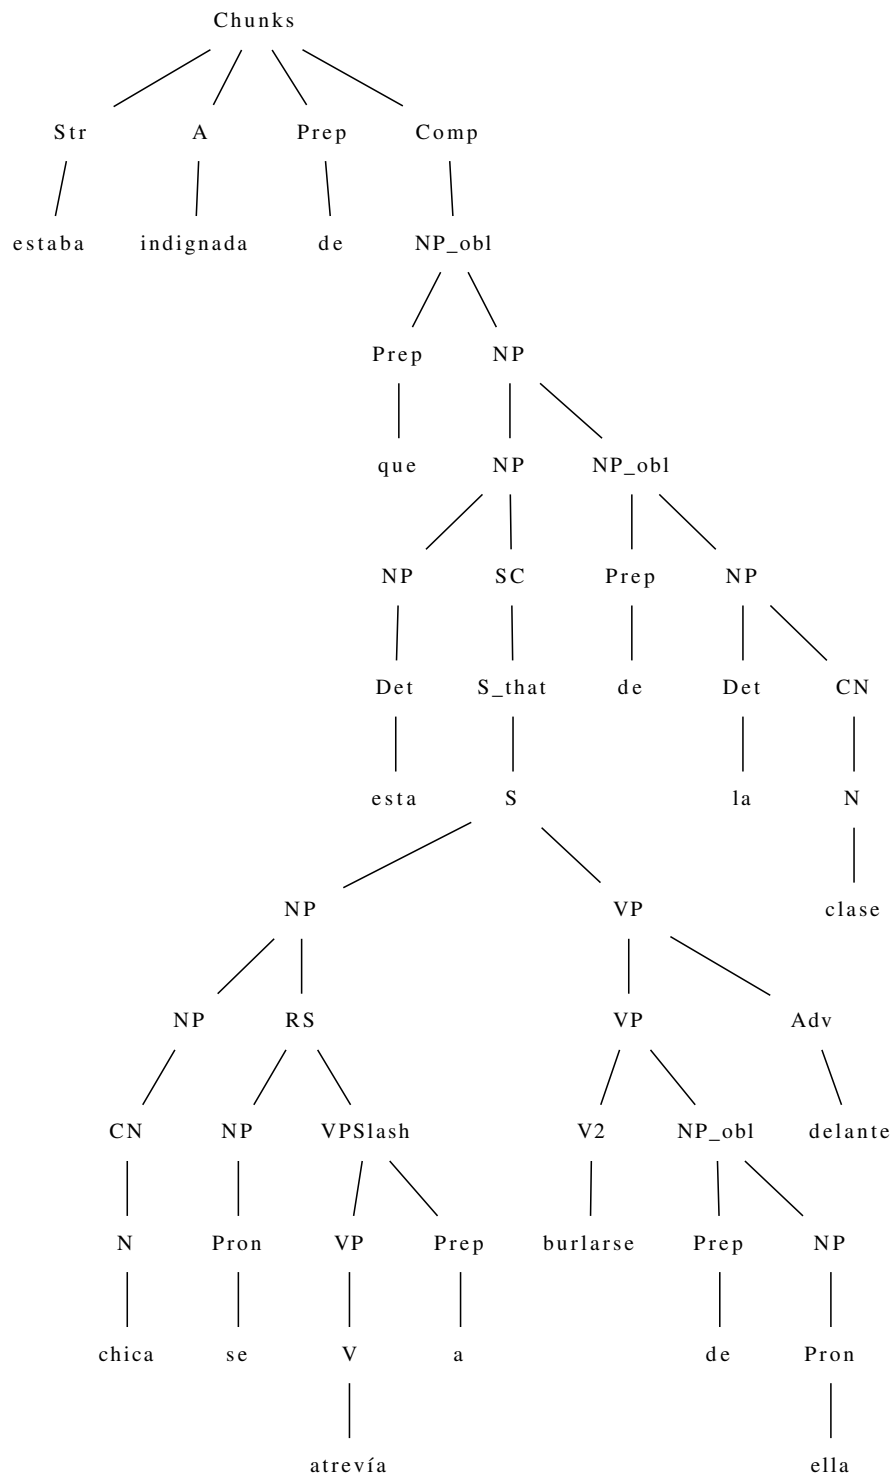 Chunks
Str A Prep Comp
estaba indignada de NP_obl
Prep NP
que NP NP_obl
NP SC Prep NP
Det S_that de Det CN
esta S la N
NP VP clase
NP RS VP Adv
CN NP VPSlash V2 NP_obl delante
N Pron VP Prep burlarse Prep NP
chica se V a de Pron
atrevía ella